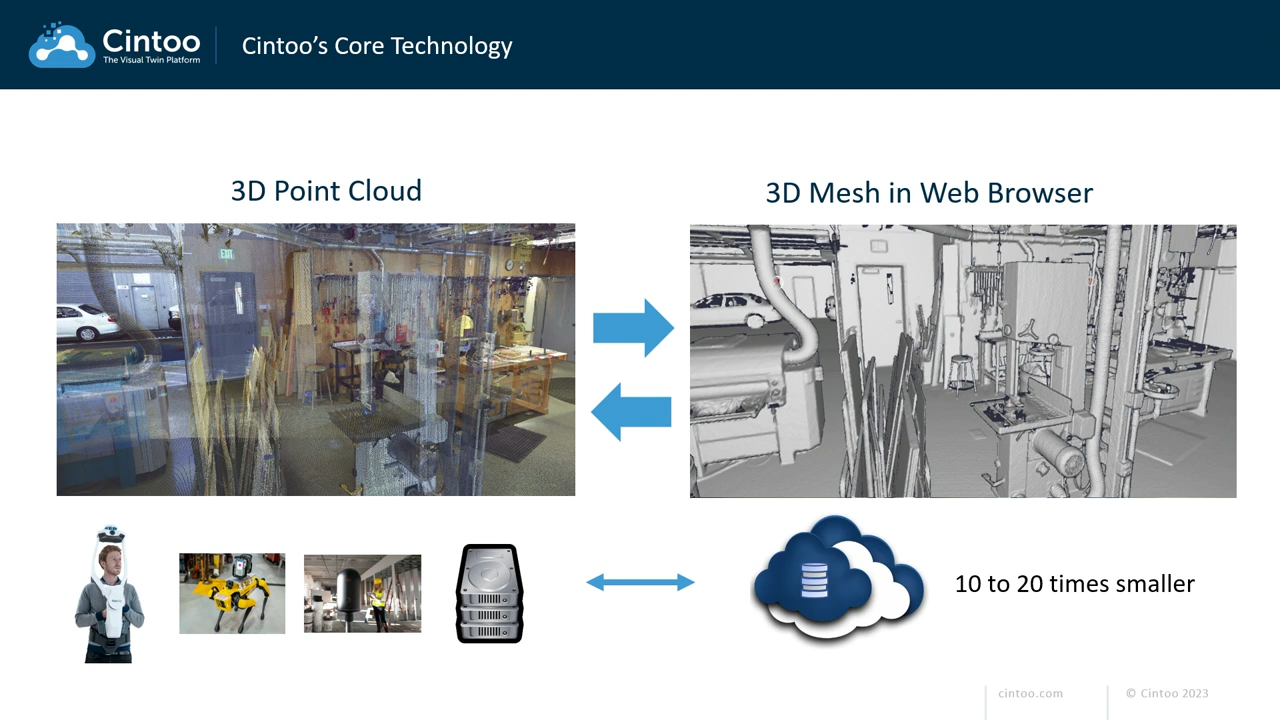 Cintoo
The Visual Twin Platform
Cintoo’s Core Technology
3D Point Cloud
3D Mesh in Web Browser
EXIT
10 to 20 times smaller
cintoo.com
© Cintoo 2023